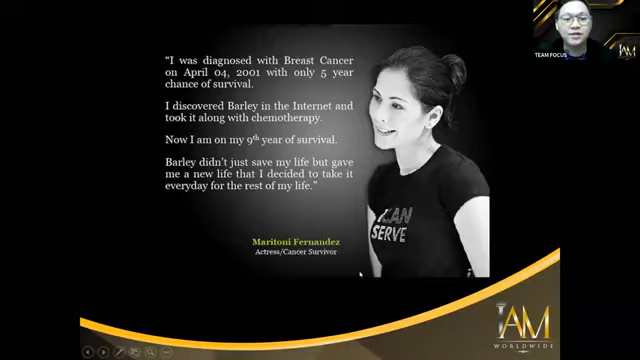 "I was diagnosed with Breast Cancer
on April 04, 2001 with only 5 year
chance of survival.
I discovered Barley in the Internet and
took it along with chemotherapy.
Now I am on my 9th year of survival.
Barley didn't just save my life but gave
me a new life that I decided to take it
everyday for the rest of my life."
Maritoni Fernandez
Actress/Cancer Survivor
I CAN
SERVE
TEAM FOCUS
IAM
IAM
WORLDWIDE